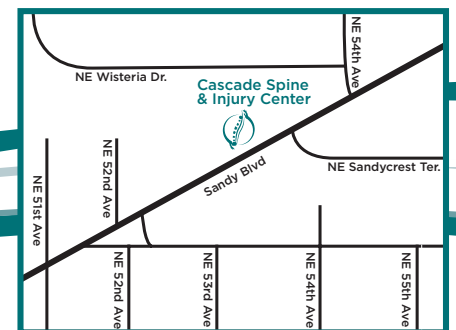 NE 54th Ave
NE Wisteria Dr.
Cascade Spine
& Injury Center
NE 52nd Ave
NE 51st Ave
Sandy Blvd
NE Sandycrest Ter.
NE 52nd Ave
NE 53rd Ave
NE 54th Ave
NE 55th Ave